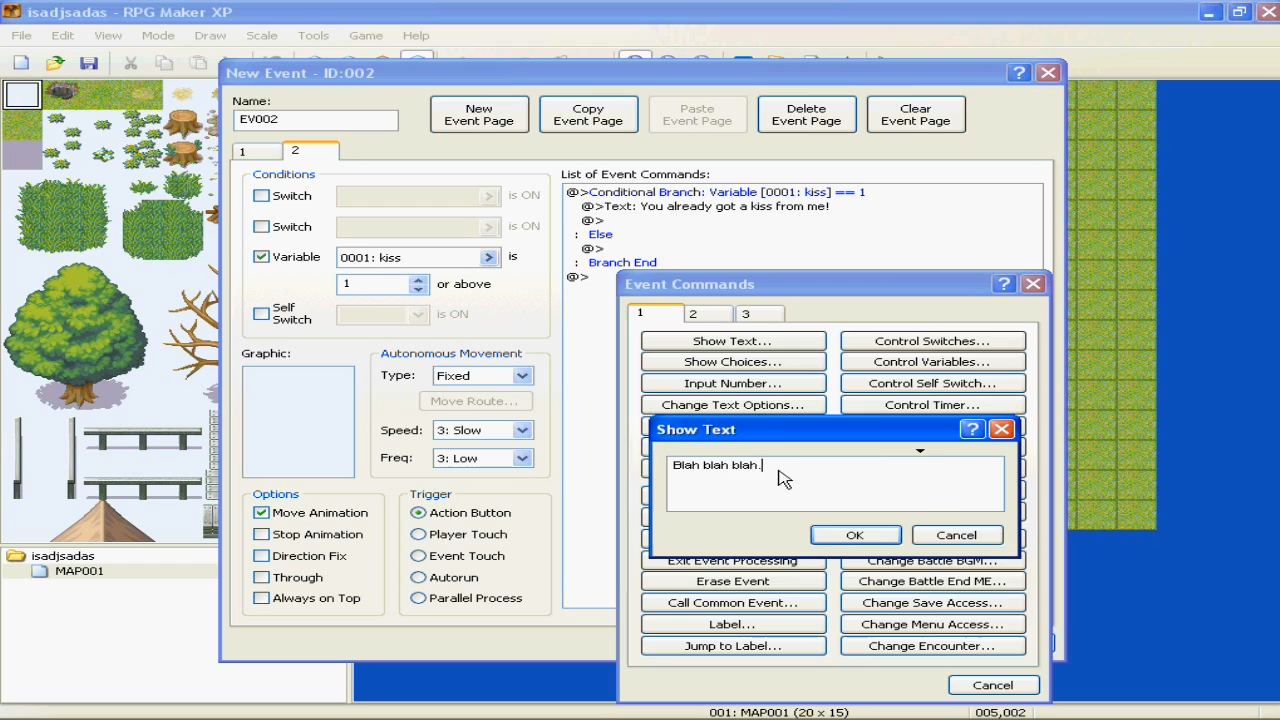 isadjsadas - RPG Maker XP
File Edit View Mode Draw Scale Tools Game Help
New Event - ID:002
Name:
EV002
New Event Page
Copy Event Page
Paste Event Page
Delete Event Page
Clear Event Page
1 2
Conditions
Switch is ON
Switch is ON
Variable 0001: kiss is
1 or above
Self Switch is ON
Graphic:
Autonomous Movement
Type: Fixed
Move Route...
Speed: 3: Slow
Freq: 3: Low
Options
Move Animation
Stop Animation
Direction Fix
Through
Always on Top
Trigger
Action Button
Player Touch
Event Touch
Autorun
Parallel Process
List of Event Commands:
@>Conditional Branch: Variable [0001: kiss] == 1
@>Text: You already got a kiss from me!
@>
: Else
@>
: Branch End
@>
Event Commands
1 2 3
Show Text... Control Switches...
Show Choices... Control Variables...
Input Number... Control Self Switch...
Change Text Options... Control Timer...
Show Text
Blah blah blah.
OK Cancel
Exit Event Processing Change Battle BGM...
Erase Event Change Battle End ME...
Call Common Event... Change Save Access...
Label... Change Menu Access...
Jump to Label... Change Encounter...
Cancel
isadjsadas
MAP001
001: MAP001 (20 x 15) 005,002